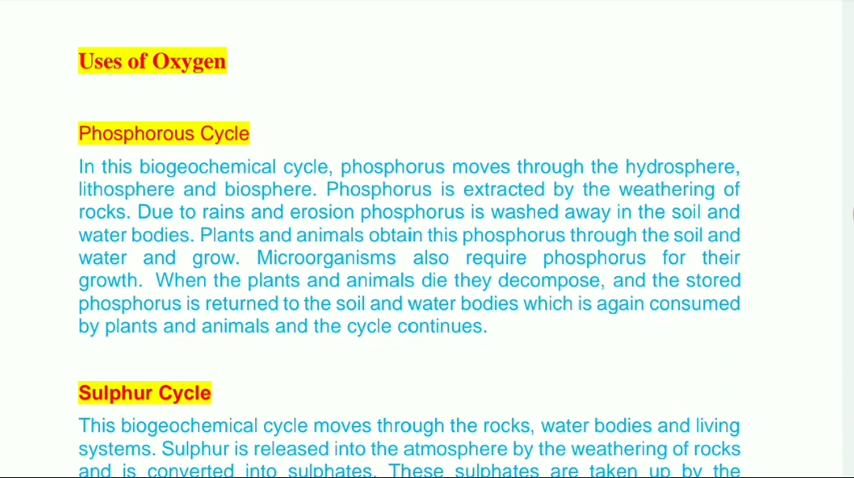 Uses of Oxygen
Phosphorous Cycle
In this biogeochemical cycle, phosphorus moves through the hydrosphere,
lithosphere and biosphere. Phosphorus is extracted by the weathering of
rocks. Due to rains and erosion phosphorus is washed away in the soil and
water bodies. Plants and animals obtain this phosphorus through the soil and
water and grow. Microorganisms also require phosphorus for their
growth. When the plants and animals die they decompose, and the stored
phosphorus is returned to the soil and water bodies which is again consumed
by plants and animals and the cycle continues.
Sulphur Cycle
This biogeochemical cycle moves through the rocks, water bodies and living
systems. Sulphur is released into the atmosphere by the weathering of rocks
and is converted into sulphates. These sulphates are taken up by the